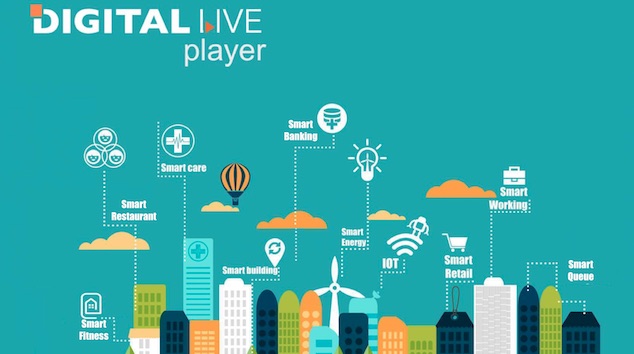 DIGITAL LIVE
player
Smart
Banking
Smart care
Smart
Restaurant
Smart
Working
Smart
Energy
IOT
Smart
Retail
Smart building
Smart
Queue
Smart
Fitness